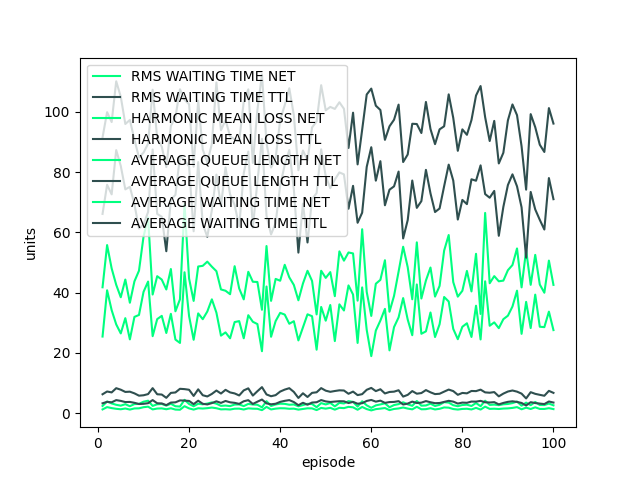 RMS WAITING TIME NET
RMS WAITING TIME TTL
HARMONIC MEAN LOSS NET
HARMONIC MEAN LOSS TTL
AVERAGE QUEUE LENGTH NET
AVERAGE QUEUE LENGTH TTL
AVERAGE WAITING TIME NET
AVERAGE WAITING TIME TTL
100
80
60
40
20
0
units
0 20 40 60 80 100
episode